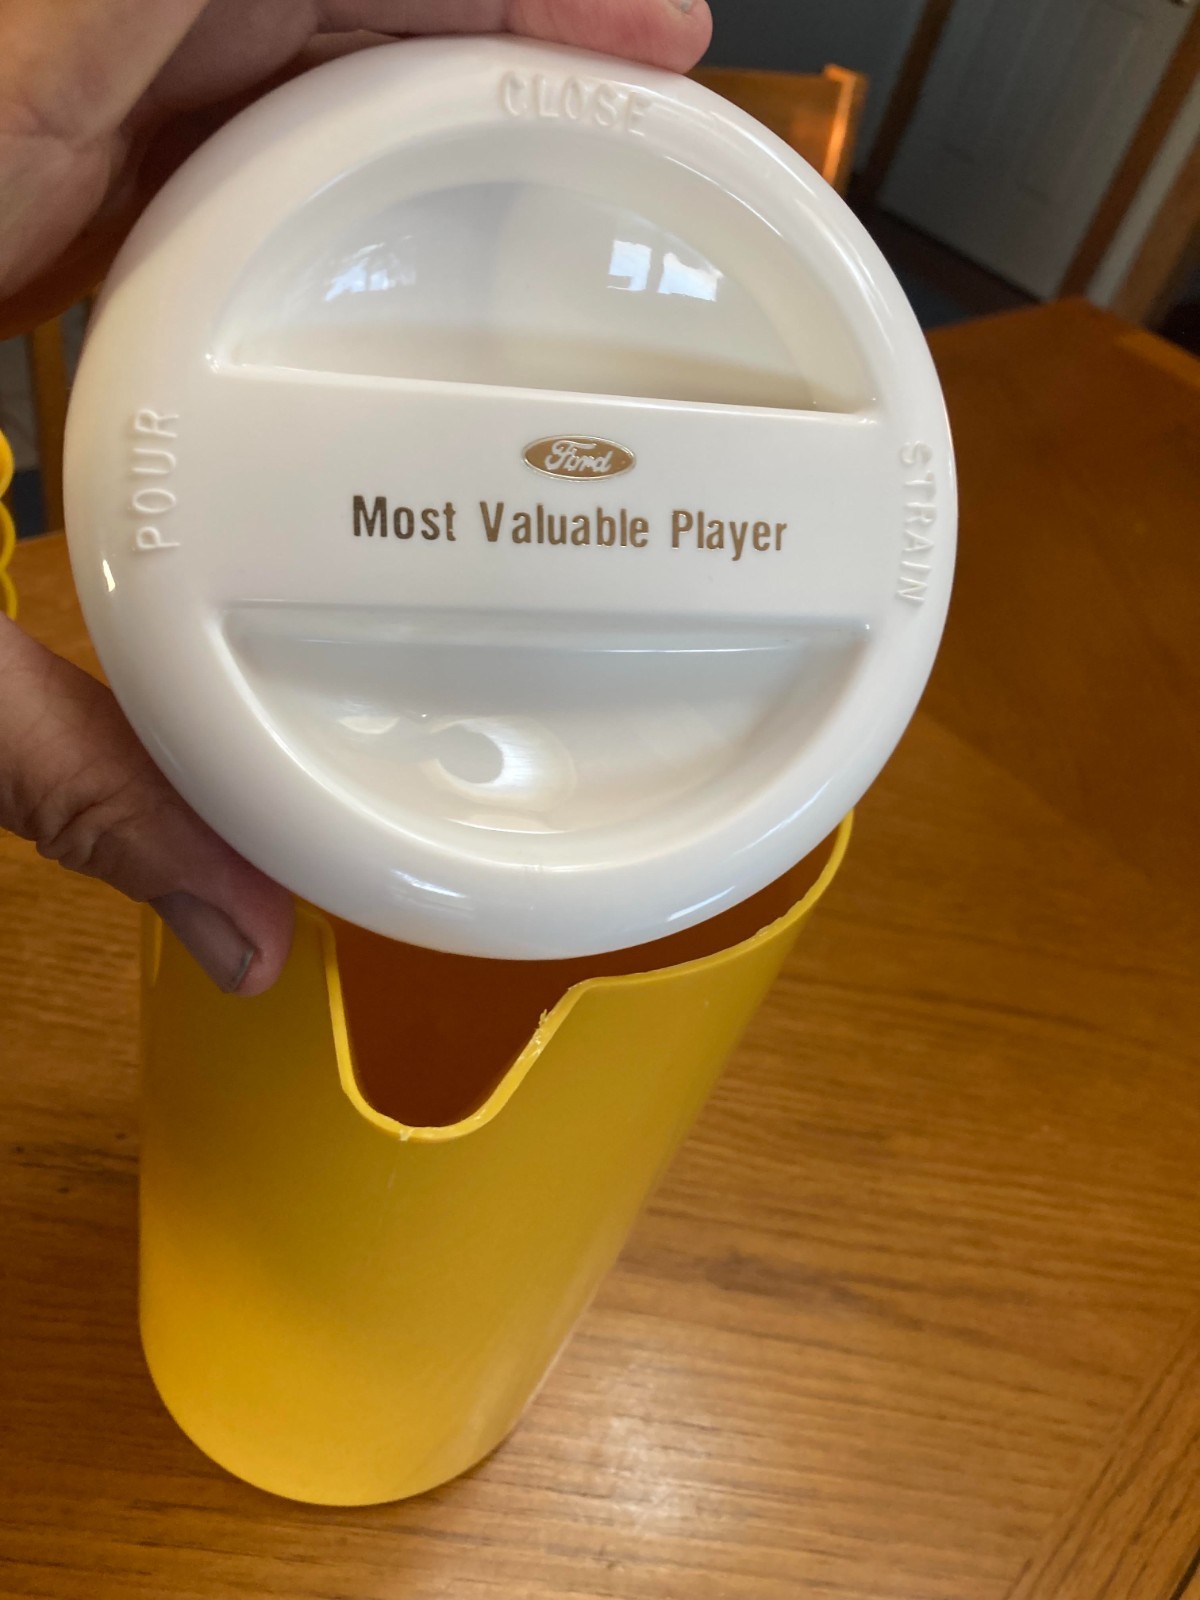 CLOSE
POUR
Ford
Most Valuable Player
STRAIN